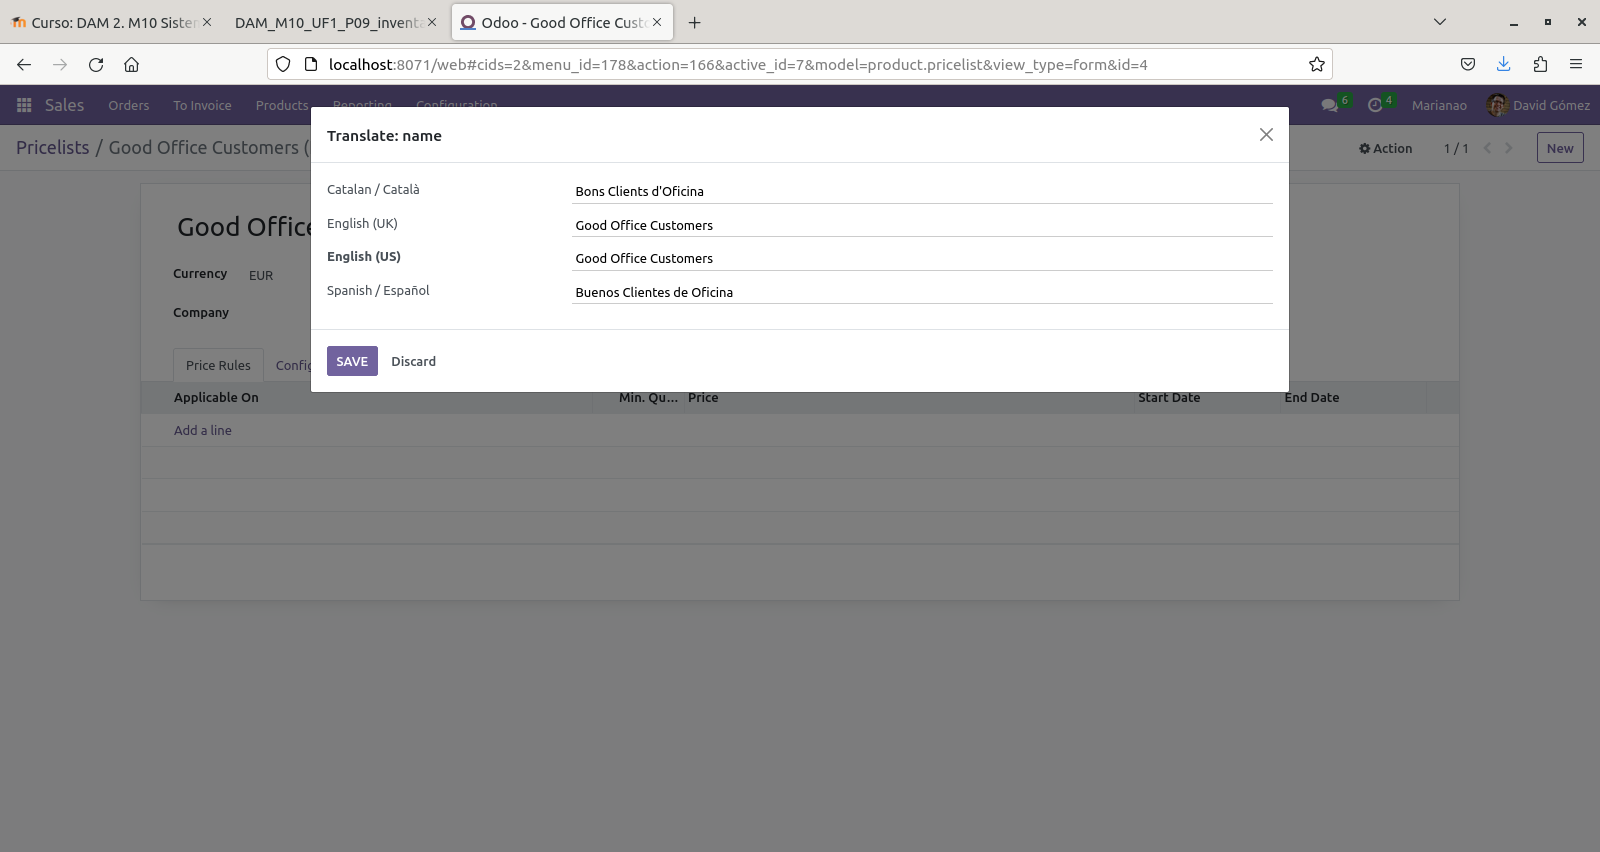 Curso: DAM 2. M10 Sister
DAM_M10_UF1_P09_inventa
Odoo - Good Office Custo
localhost:8071/web#cids=2&menu_id=178&action=166&active_id=7&model=product.pricelist&view_type=form&id=4
Sales Orders To Invoice Products Reporting Configuration 6 4 Marianao David Gómez
Pricelists / Good Office Customers (
Action 1 / 1 New
Translate: name
Catalan / Català Bons Clients d'Oficina
English (UK) Good Office Customers
English (US) Good Office Customers
Spanish / Español Buenos Clientes de Oficina
SAVE Discard
Good Office
Currency EUR
Company
Price Rules Config
Applicable On Min. Qu... Price Start Date End Date
Add a line